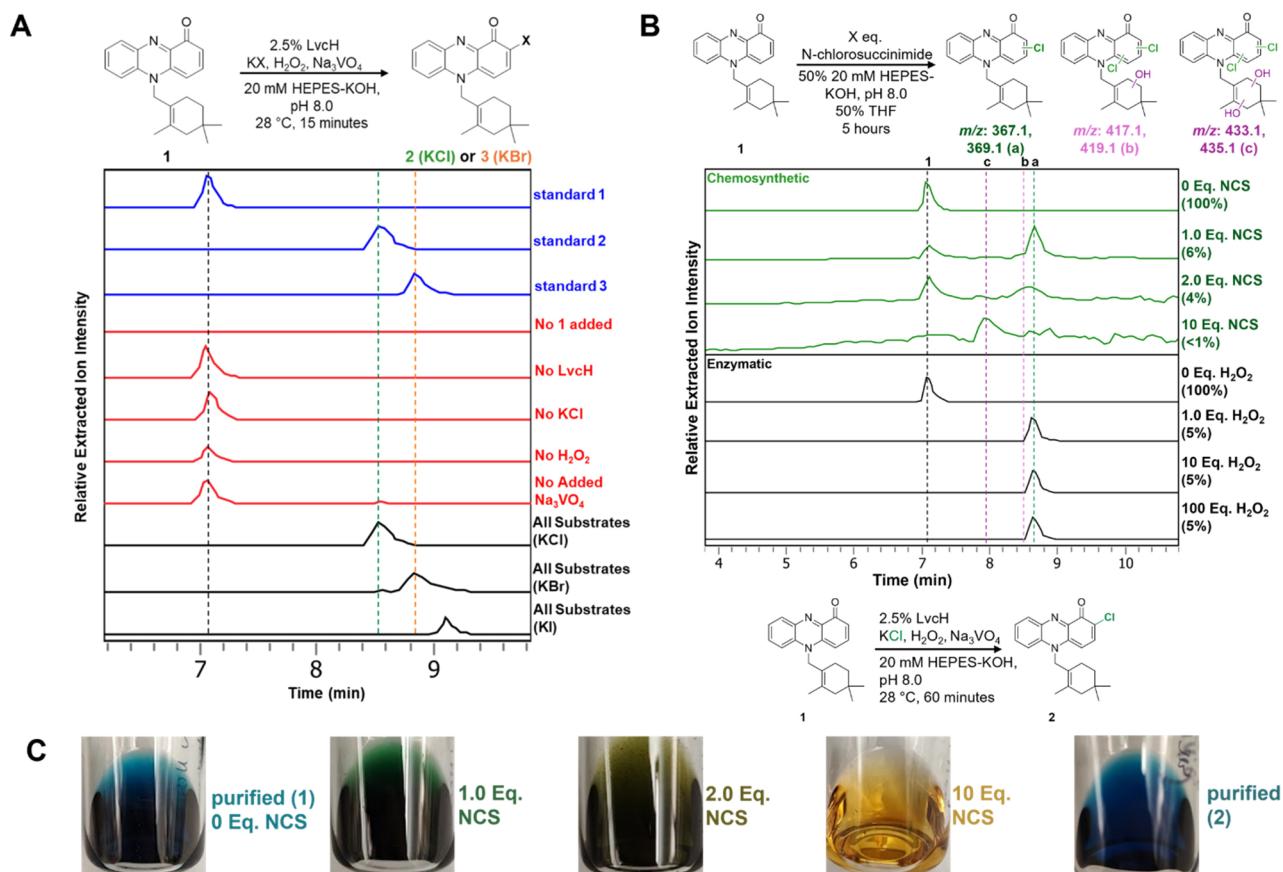 A
2.5% LvcH
KX, H₂O₂, Na₃VO₄
20 mM HEPES-KOH,
pH 8.0
28 °C, 15 minutes
O
N
N
O
X
N
N
1
2 (KCl) or 3 (KBr)
Relative Extracted Ion Intensity
standard 1
standard 2
standard 3
No 1 added
No LvcH
No KCl
No H₂O₂
No Added
Na₃VO₄
All Substrates
(KCl)
All Substrates
(KBr)
All Substrates
(KI)
7
8
9
Time (min)
B
O
N
N
1
X eq.
N-chlorosuccinimide
50% 20 mM HEPES-
KOH, pH 8.0
50% THF
5 hours
O
N
Cl
N
m/z: 367.1,
369.1 (a)
O
N
Cl
N
Cl
OH
m/z: 417.1,
419.1 (b)
O
N
Cl
N
Cl
OH
HO
m/z: 433.1,
435.1 (c)
1
c
b a
Relative Extracted Ion Intensity
Chemosynthetic
0 Eq. NCS
(100%)
1.0 Eq. NCS
(6%)
2.0 Eq. NCS
(4%)
10 Eq. NCS
(<1%)
Enzymatic
0 Eq. H₂O₂
(100%)
1.0 Eq. H₂O₂
(5%)
10 Eq. H₂O₂
(5%)
100 Eq. H₂O₂
(5%)
4
5
6
7
8
9
10
Time (min)
O
N
N
1
2.5% LvcH
KCl, H₂O₂, Na₃VO₄
20 mM HEPES-KOH,
pH 8.0
28 °C, 60 minutes
O
N
Cl
N
2
C
purified (1)
0 Eq. NCS
1.0 Eq.
NCS
2.0 Eq.
NCS
10 Eq.
NCS
purified
(2)